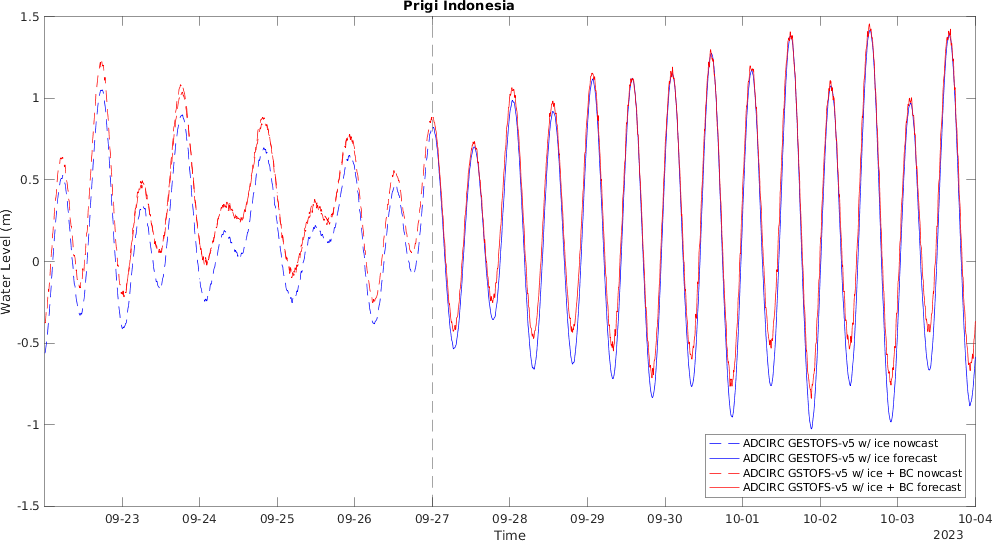 Prigi Indonesia
1.5
1
0.5
0
-0.5
-1
-1.5
Water Level (m)
09-23 09-24 09-25 09-26 09-27 09-28 09-29 09-30 10-01 10-02 10-03 10-04
Time
2023
ADCIRC GESTOFS-v5 w/ ice nowcast
ADCIRC GESTOFS-v5 w/ ice forecast
ADCIRC GSTOFS-v5 w/ ice + BC nowcast
ADCIRC GSTOFS-v5 w/ ice + BC forecast